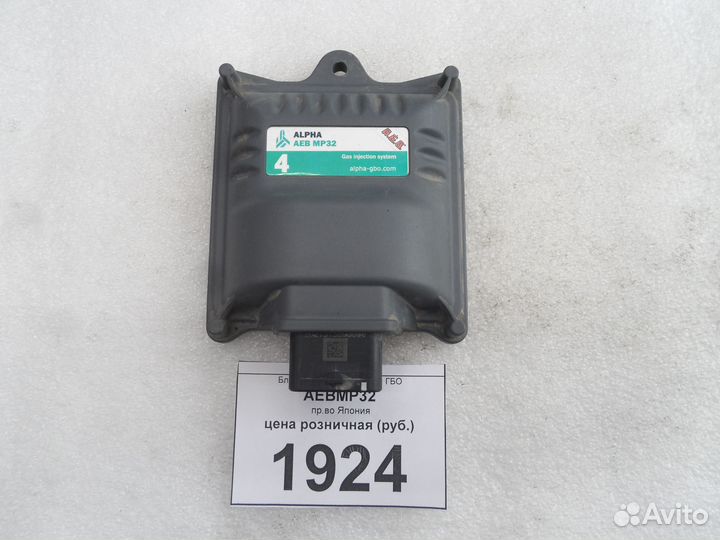 ALPHA
AEB MP32
A.E.B.
4
Gas injection system
alpha-gbo.com
ГБО
AEBMP32
пр.во Япония
цена розничная (руб.)
1924
Avito